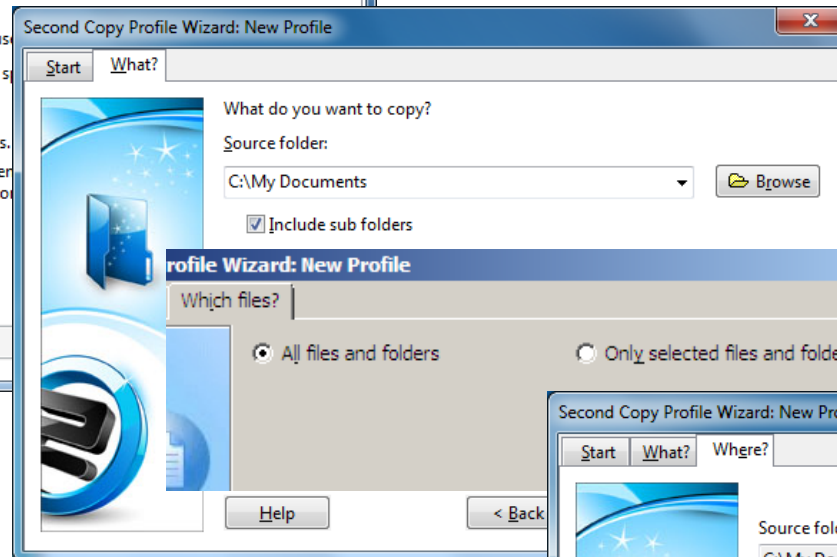 Second Copy Profile Wizard: New Profile
Start What?
What do you want to copy?
Source folder:
C:\My Documents
Browse
Include sub folders
rofile Wizard: New Profile
Which files?
All files and folders
Only selected files and folde
Second Copy Profile Wizard: New Pro
Start What? Where?
Help
< Back
Source fol